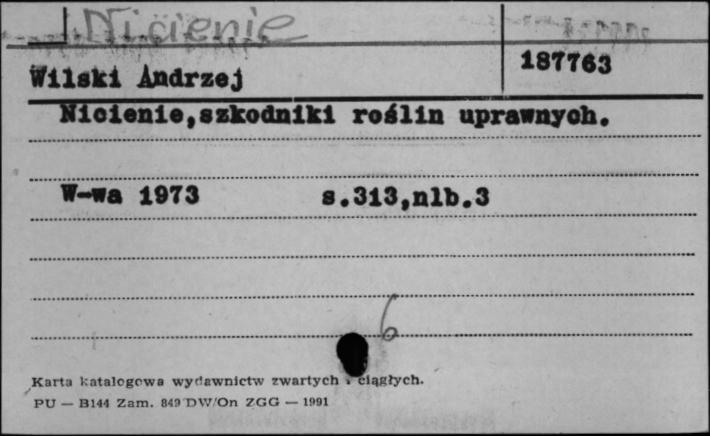 Nicienie
Wilski Andrzej 187763
Nicienie,szkodniki roślin uprawnych.
W-wa 1973 s.313,nlb.3
6
Karta katalogowa wydawnictw zwartych i ciągłych.
PU — B144 Zam. 849 DW/On ZGG — 1991